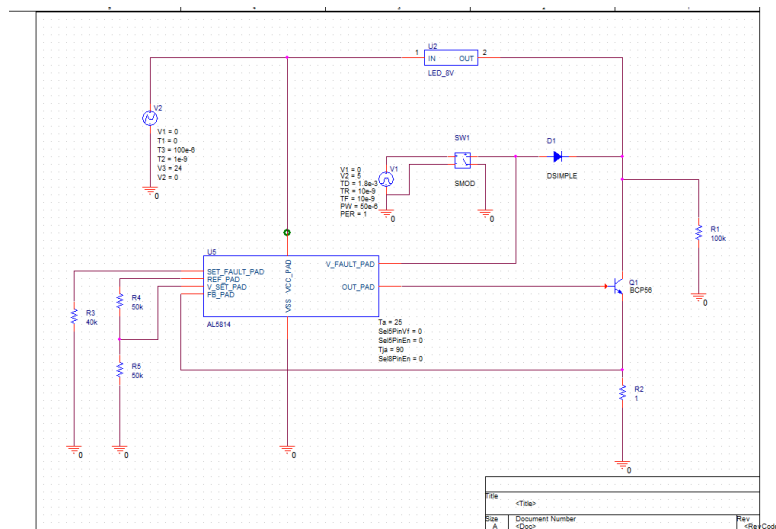 U2
1 IN OUT 2
LED_8V
V2
V1 = 0
T1 = 0
T3 = 100e-6
T2 = 1e-9
V3 = 24
V2 = 0
0
SW1
SMOD
0
D1
DSIMPLE
V1
V1 = 0
V2 = 5
TD = 1.8e-3
TR = 10e-9
TF = 10e-9
PW = 50e-6
PER = 1
0
R1
100k
0
U5
SET_FAULT_PAD
REF_PAD
V_SET_PAD
FB_PAD
VCC_PAD
VSS
V_FAULT_PAD
OUT_PAD
AL5814
Ta = 25
Sel5PinVf = 0
Sel5PinEn = 0
Tja = 90
Sel8PinEn = 0
Q1
BCP56
R3
40k
R4
50k
R5
50k
R2
1
0
0
0
0
Title
<Title>
Size
A
Document Number
<Doc>
Rev
<RevCode>